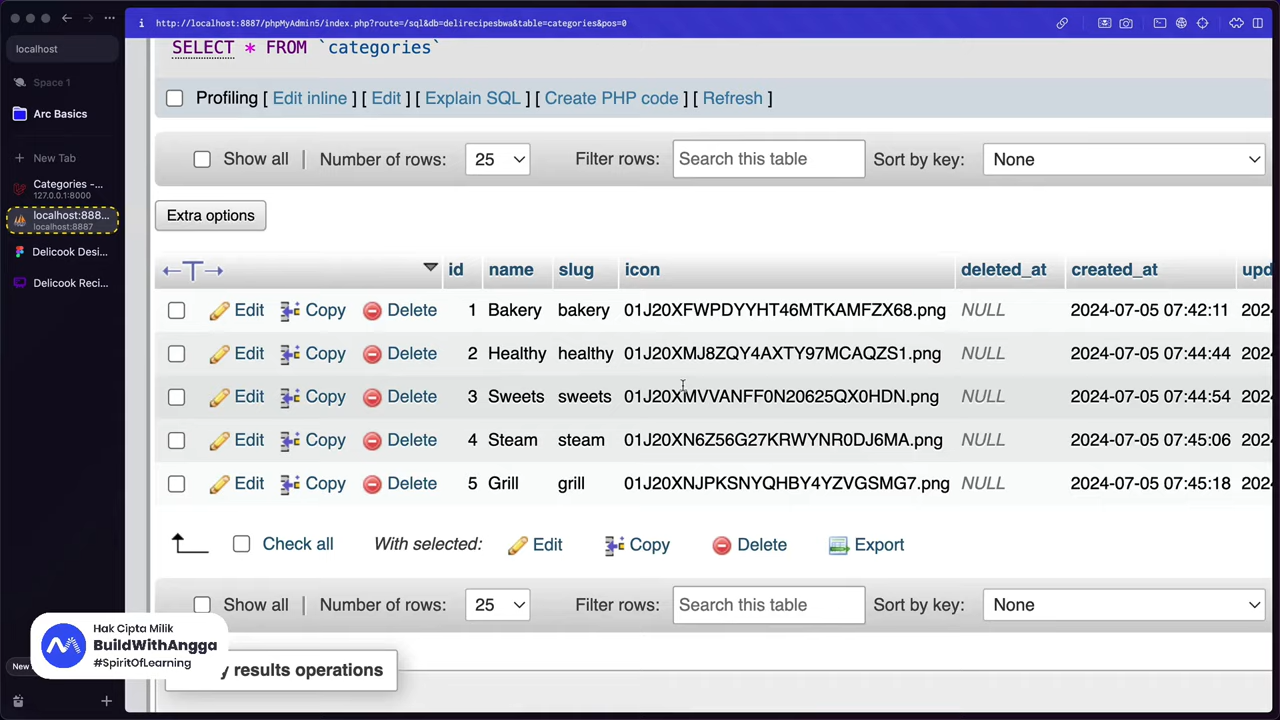 http://localhost:8887/phpMyAdmin5/index.php?route=/sql&db=delirecipesbwa&table=categories&pos=0
localhost
Space 1
Arc Basics
New Tab
Categories -...
127.0.0.1:8000
localhost:888...
localhost:8887
Delicook Desi...
Delicook Reci...
SELECT * FROM `categories`
Profiling [ Edit inline ] [ Edit ] [ Explain SQL ] [ Create PHP code ] [ Refresh ]
Show all | Number of rows: 25 Filter rows: Search this table Sort by key: None
Extra options
id name slug icon deleted_at created_at upd
Edit Copy Delete 1 Bakery bakery 01J20XFWPDYYHT46MTKAMFZX68.png NULL 2024-07-05 07:42:11 202
Edit Copy Delete 2 Healthy healthy 01J20XMJ8ZQY4AXTY97MCAQZS1.png NULL 2024-07-05 07:44:44 202
Edit Copy Delete 3 Sweets sweets 01J20XMVVANFF0N20625QX0HDN.png NULL 2024-07-05 07:44:54 202
Edit Copy Delete 4 Steam steam 01J20XN6Z56G27KRWYNR0DJ6MA.png NULL 2024-07-05 07:45:06 202
Edit Copy Delete 5 Grill grill 01J20XNJPKSNYQHBY4YZVGSMG7.png NULL 2024-07-05 07:45:18 202
Check all With selected: Edit Copy Delete Export
Show all | Number of rows: 25 Filter rows: Search this table Sort by key: None
results operations
Hak Cipta Milik
BuildWithAngga
#SpiritOfLearning
New